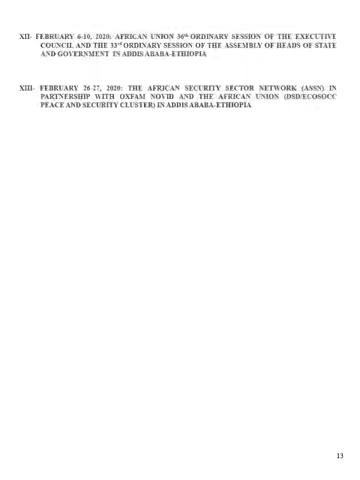 XII- FEBRUARY 6-10, 2020: AFRICAN UNION 36th ORDINARY SESSION OF THE EXECUTIVE
COUNCIL AND THE 33rd ORDINARY SESSION OF THE ASSEMBLY OF HEADS OF STATE
AND GOVERNMENT IN ADDIS ABABA-ETHIOPIA
XIII- FEBRUARY 26-27, 2020: THE AFRICAN SECURITY SECTOR NETWORK (ASSN) IN
PARTNERSHIP WITH OXFAM NOVID AND THE AFRICAN UNION (DSD/ECOSOCC
PEACE AND SECURITY CLUSTER) IN ADDIS ABABA-ETHIOPIA
13